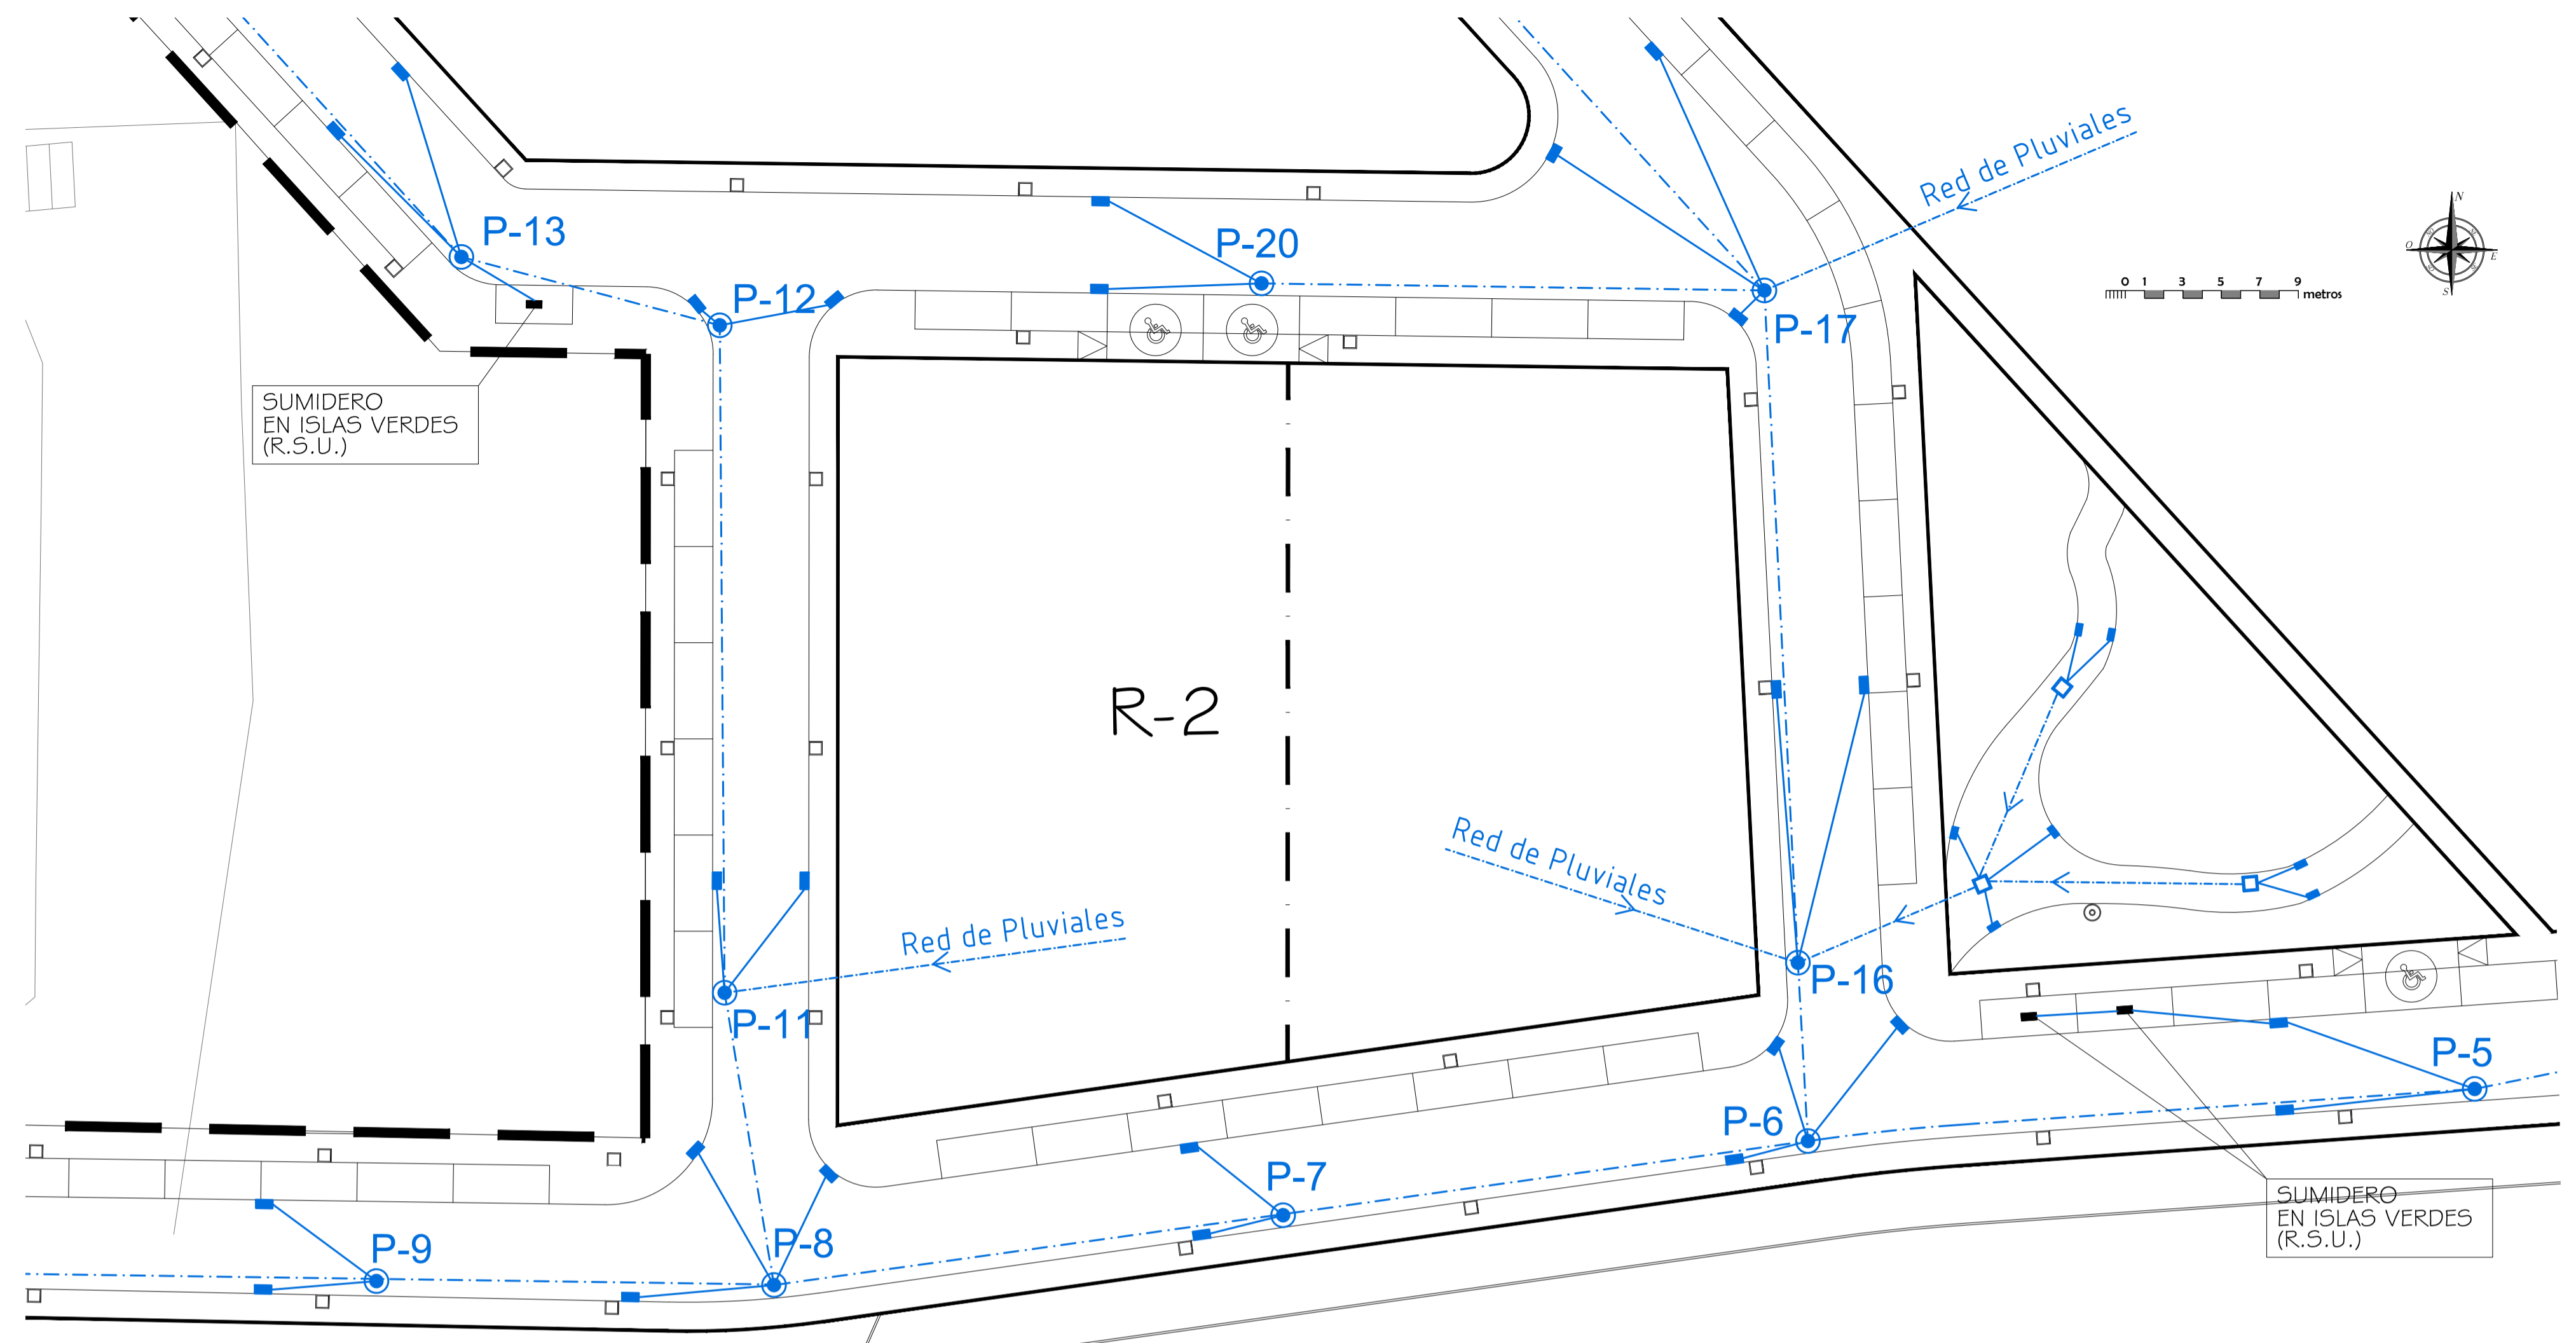 Red de Pluviales
P-13
P-20
P-12
P-17
N
O
E
S
0 1 3 5 7 9 metros
SUMIDERO
EN ISLAS VERDES
(R.S.U.)
R-2
Red de Pluviales
Red de Pluviales
P-11
P-16
P-5
P-6
P-7
P-8
P-9
SUMIDERO
EN ISLAS VERDES
(R.S.U.)